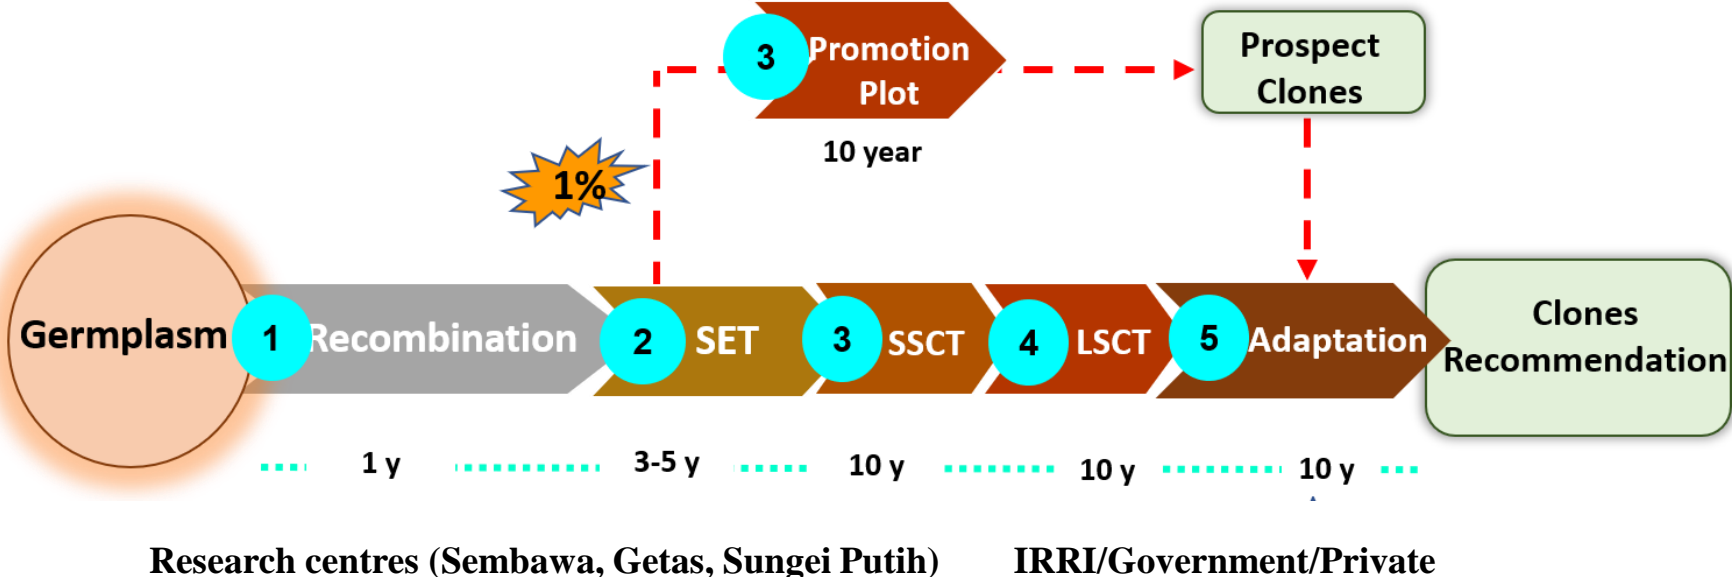 3
Promotion
Plot
10 year
Prospect
Clones
1%
Germplasm
1
Recombination
2
SET
3
SSCT
4
LSCT
5
Adaptation
Clones
Recommendation
1 y
3-5 y
10 y
10 y
10 y
Research centres (Sembawa, Getas, Sungei Putih)
IRRI/Government/Private